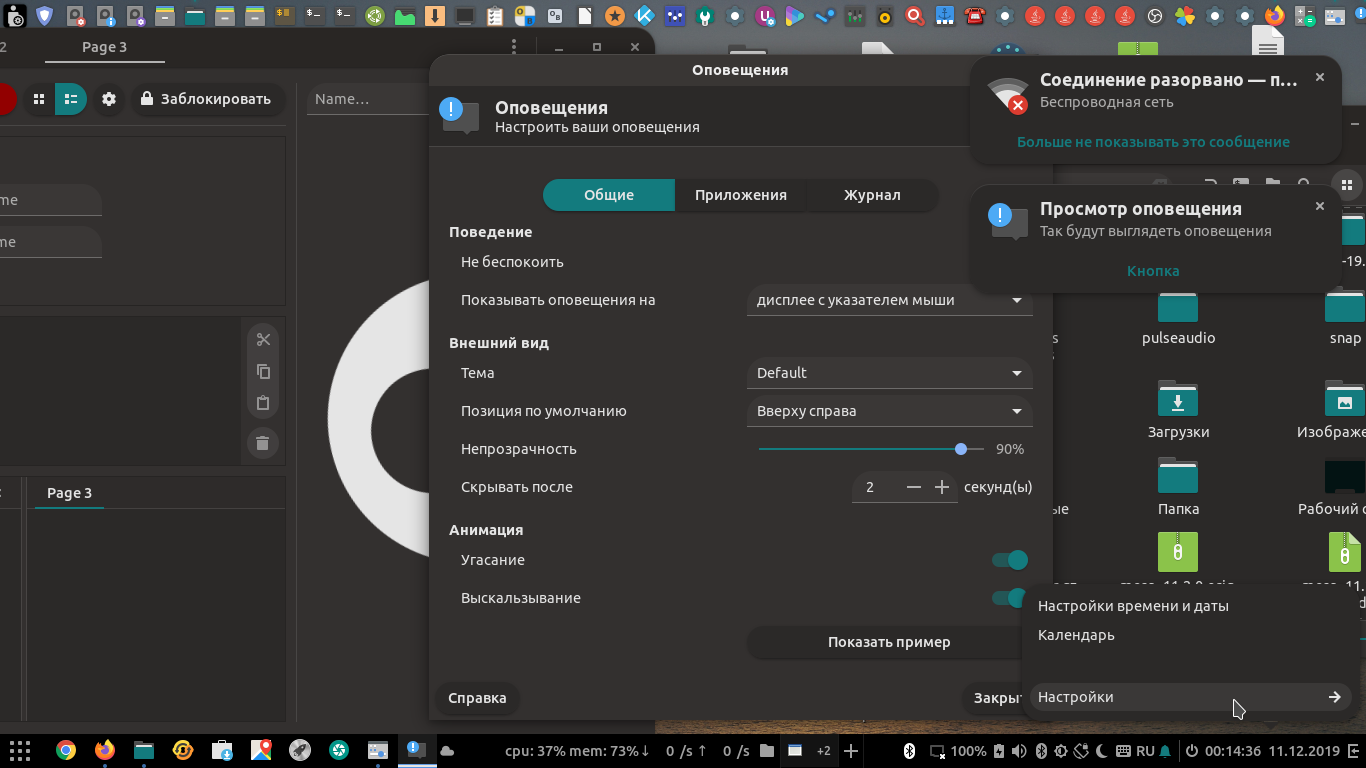 2
Page 3
Заблокировать
Name…
me
me
Page 3
Оповещения
Оповещения
Настроить ваши оповещения
Общие
Приложения
Журнал
Поведение
Не беспокоить
Показывать оповещения на
дисплее с указателем мыши
Внешний вид
Тема
Default
Позиция по умолчанию
Вверху справа
Непрозрачность
90%
Скрывать после
2
секунд(ы)
Анимация
Угасание
Выскальзывание
Показать пример
Справка
Закрыт
Соединение разорвано — п…
Беспроводная сеть
Больше не показывать это сообщение
Просмотр оповещения
Так будут выглядеть оповещения
Кнопка
-19.
pulseaudio
snap
Загрузки
Изображе
ые
Папка
Рабочий с
Настройки времени и даты
Календарь
Настройки
cpu: 37% mem: 73%↓ 0 /s ↑ 0 /s
+2
100%
RU
00:14:36 11.12.2019